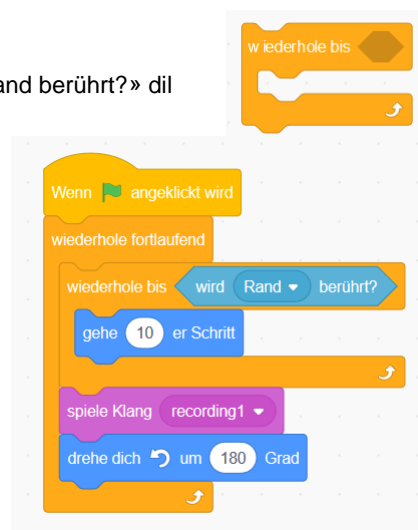 wiederhole bis
and berührt?» dil
Wenn angeklickt wird
wiederhole fortlaufend
wiederhole bis wird Rand berührt?
gehe 10 er Schritt
spiele Klang recording1
drehe dich um 180 Grad